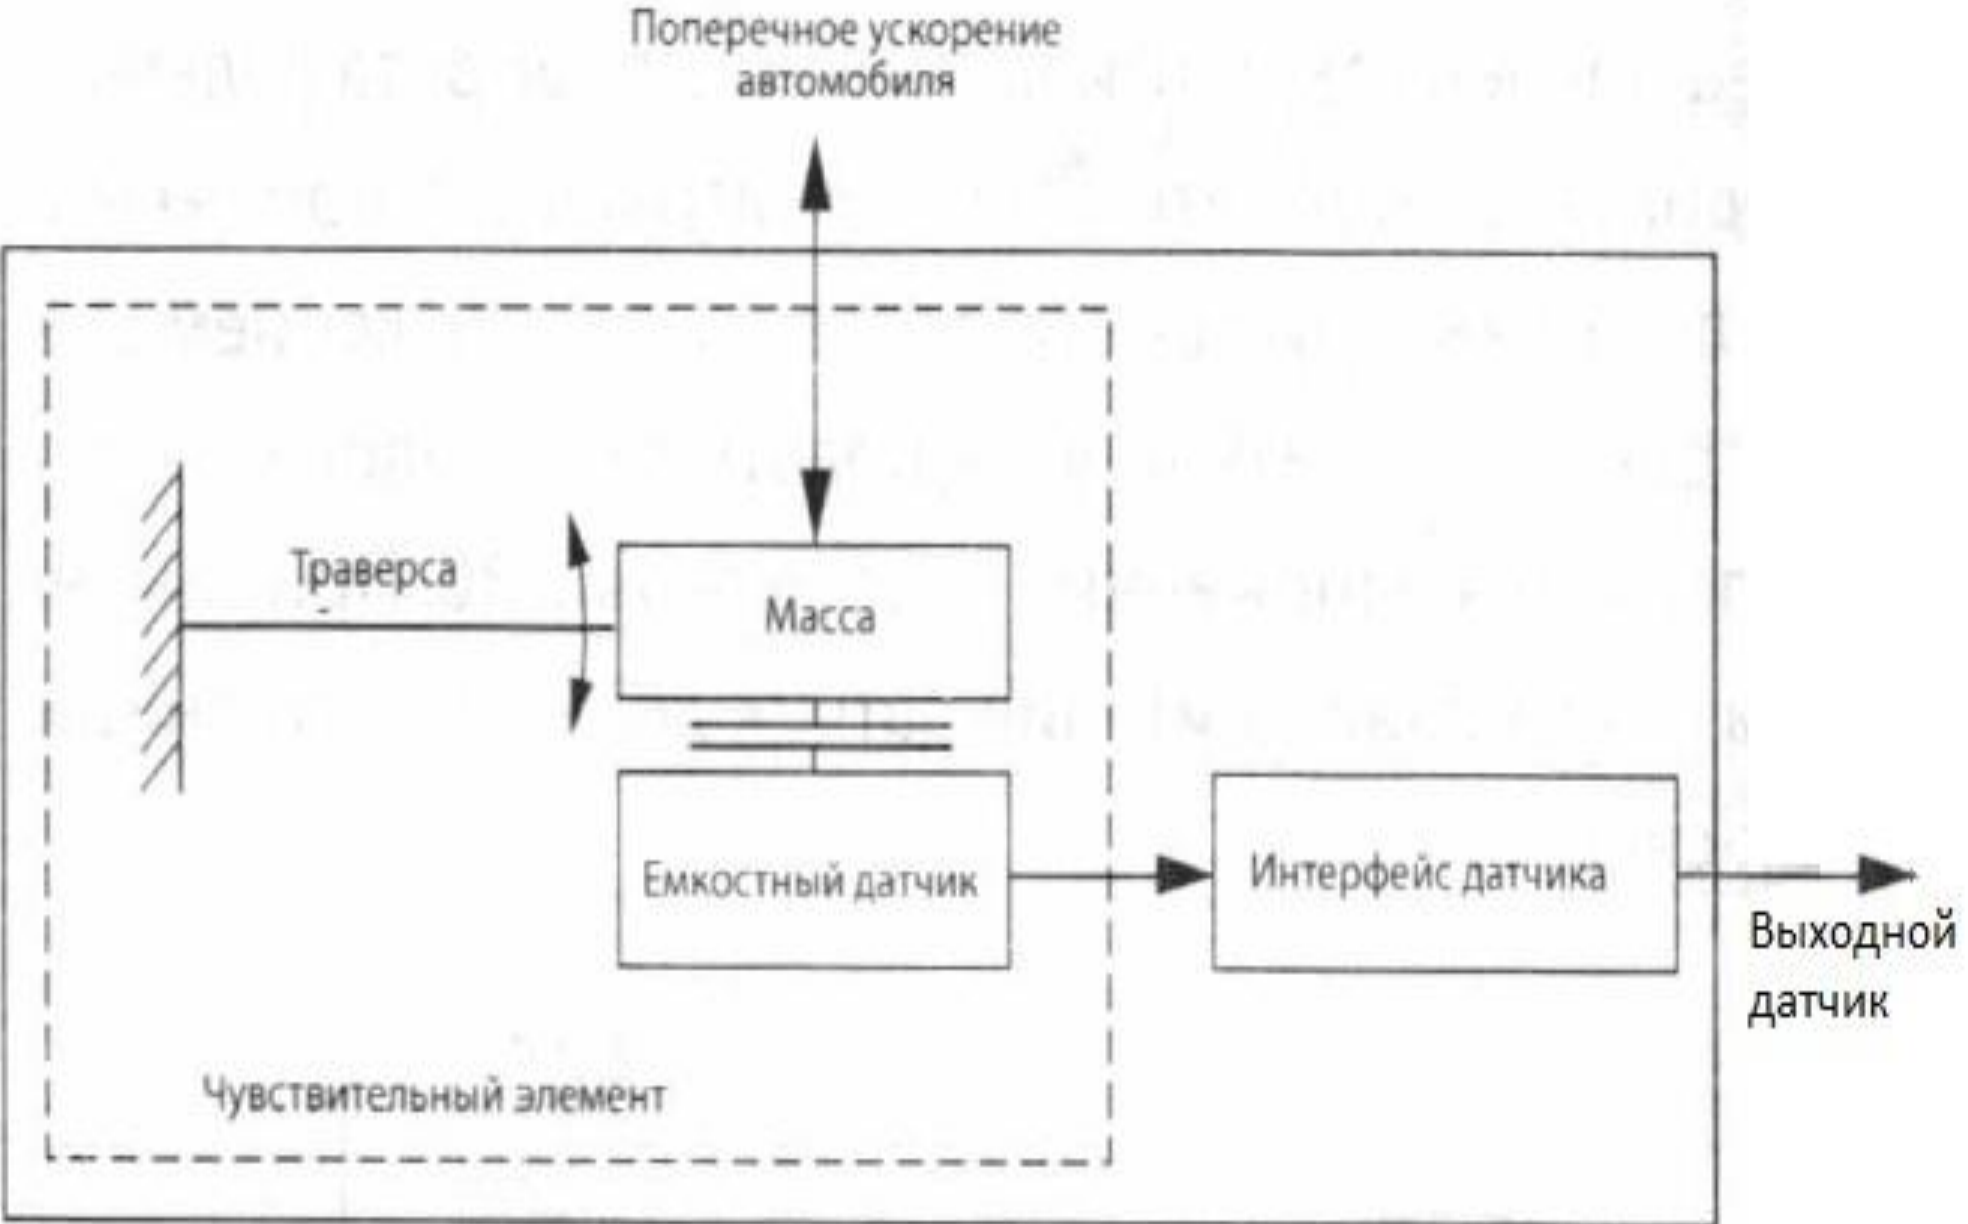 Поперечное ускорение
автомобиля
Траверса
Масса
Емкостный датчик
Интерфейс датчика
Выходной
датчик
Чувствительный элемент